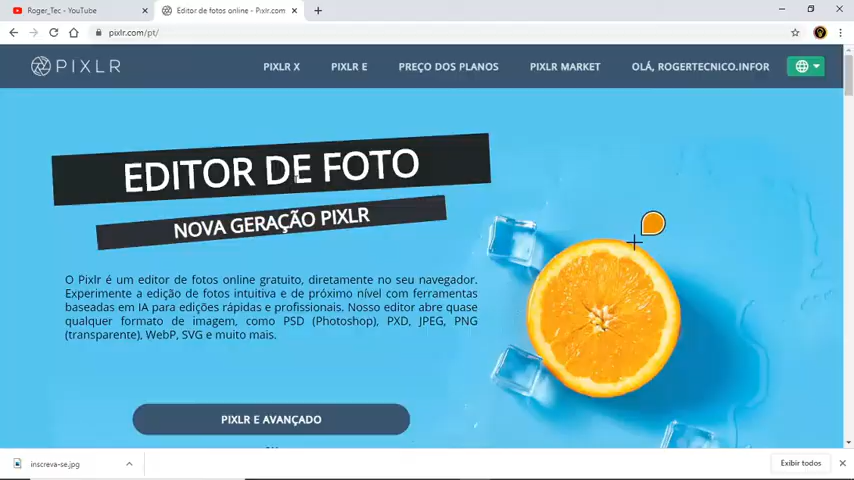 Roger_Tec - YouTube
Editor de fotos online - Pixlr.com
pixlr.com/pt/
PIXLR
PIXLR X
PIXLR E
PREÇO DOS PLANOS
PIXLR MARKET
OLÁ, ROGERTECNICO.INFOR
EDITOR DE FOTO
NOVA GERAÇÃO PIXLR
O Pixlr é um editor de fotos online gratuito, diretamente no seu navegador.
Experimente a edição de fotos intuitiva e de próximo nível com ferramentas
baseadas em IA para edições rápidas e profissionais. Nosso editor abre quase
qualquer formato de imagem, como PSD (Photoshop), PXD, JPEG, PNG
(transparente), WebP, SVG e muito mais.
PIXLR E AVANÇADO
inscreva-se.jpg
Exibir todos